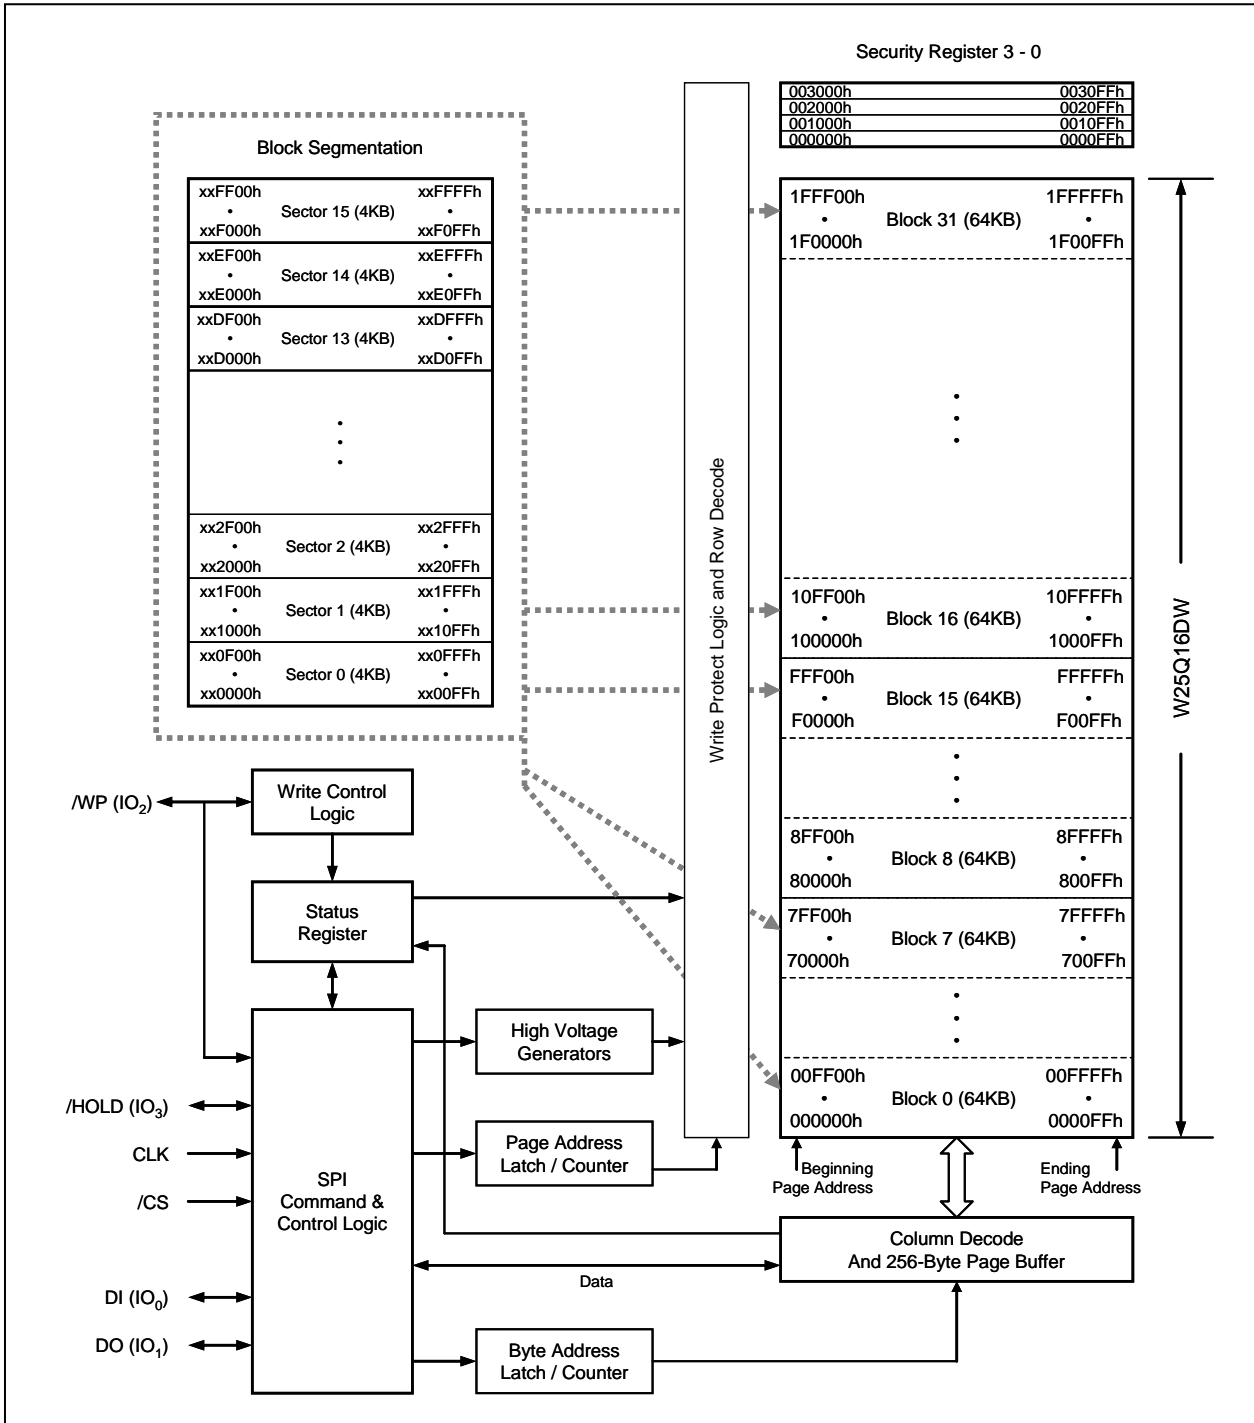 Security Register 3 - 0
003000h 0030FFh
002000h 0020FFh
001000h 0010FFh
000000h 0000FFh
Block Segmentation
xxFF00h xxFFFFh
Sector 15 (4KB)
xxF000h xxF0FFh
xxEF00h xxEFFFh
Sector 14 (4KB)
xxE000h xxE0FFh
xxDF00h xxDFFFh
Sector 13 (4KB)
xxD000h xxD0FFh
xx2F00h xx2FFFh
Sector 2 (4KB)
xx2000h xx20FFh
xx1F00h xx1FFFh
Sector 1 (4KB)
xx1000h xx10FFh
xx0F00h xx0FFFh
Sector 0 (4KB)
xx0000h xx00FFh
Write Protect Logic and Row Decode
1FFF00h 1FFFFFh
Block 31 (64KB)
1F0000h 1F00FFh
10FF00h 10FFFFh
Block 16 (64KB)
100000h 1000FFh
FFF00h FFFFFh
Block 15 (64KB)
F0000h F00FFh
8FF00h 8FFFFh
Block 8 (64KB)
80000h 800FFh
7FF00h 7FFFFh
Block 7 (64KB)
70000h 700FFh
00FF00h 00FFFFh
Block 0 (64KB)
000000h 0000FFh
W25Q16DW
Beginning
Page Address
Ending
Page Address
/WP (IO2)
Write Control
Logic
Status
Register
High Voltage
Generators
/HOLD (IO3)
CLK
/CS
Page Address
Latch / Counter
SPI
Command &
Control Logic
Column Decode
And 256-Byte Page Buffer
Data
DI (IO0)
DO (IO1)
Byte Address
Latch / Counter